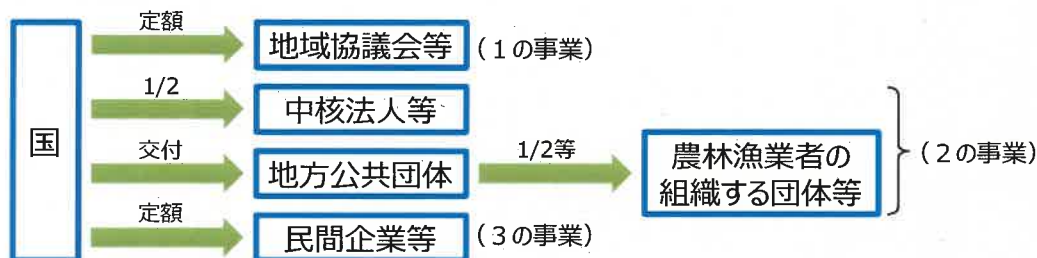 国
定額
地域協議会等
(1の事業)
1/2
中核法人等
交付
地方公共団体
1/2等
農林漁業者の
組織する団体等
(2の事業)
定額
民間企業等
(3の事業)